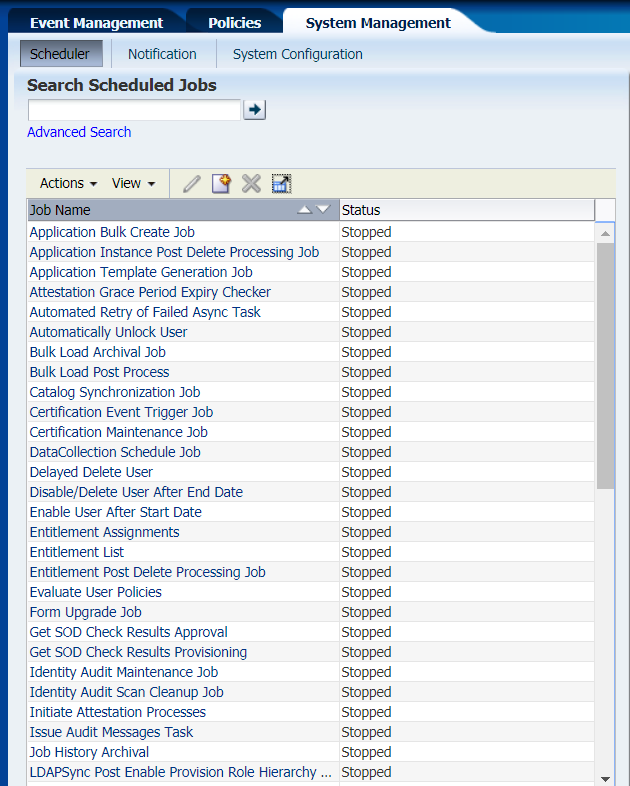 Event Management Policies System Management
Scheduler Notification System Configuration
Search Scheduled Jobs
Advanced Search
Actions View
Job Name Status
Application Bulk Create Job Stopped
Application Instance Post Delete Processing Job Stopped
Application Template Generation Job Stopped
Attestation Grace Period Expiry Checker Stopped
Automated Retry of Failed Async Task Stopped
Automatically Unlock User Stopped
Bulk Load Archival Job Stopped
Bulk Load Post Process Stopped
Catalog Synchronization Job Stopped
Certification Event Trigger Job Stopped
Certification Maintenance Job Stopped
DataCollection Schedule Job Stopped
Delayed Delete User Stopped
Disable/Delete User After End Date Stopped
Enable User After Start Date Stopped
Entitlement Assignments Stopped
Entitlement List Stopped
Entitlement Post Delete Processing Job Stopped
Evaluate User Policies Stopped
Form Upgrade Job Stopped
Get SOD Check Results Approval Stopped
Get SOD Check Results Provisioning Stopped
Identity Audit Maintenance Job Stopped
Identity Audit Scan Cleanup Job Stopped
Initiate Attestation Processes Stopped
Issue Audit Messages Task Stopped
Job History Archival Stopped
LDAPSync Post Enable Provision Role Hierarchy ... Stopped